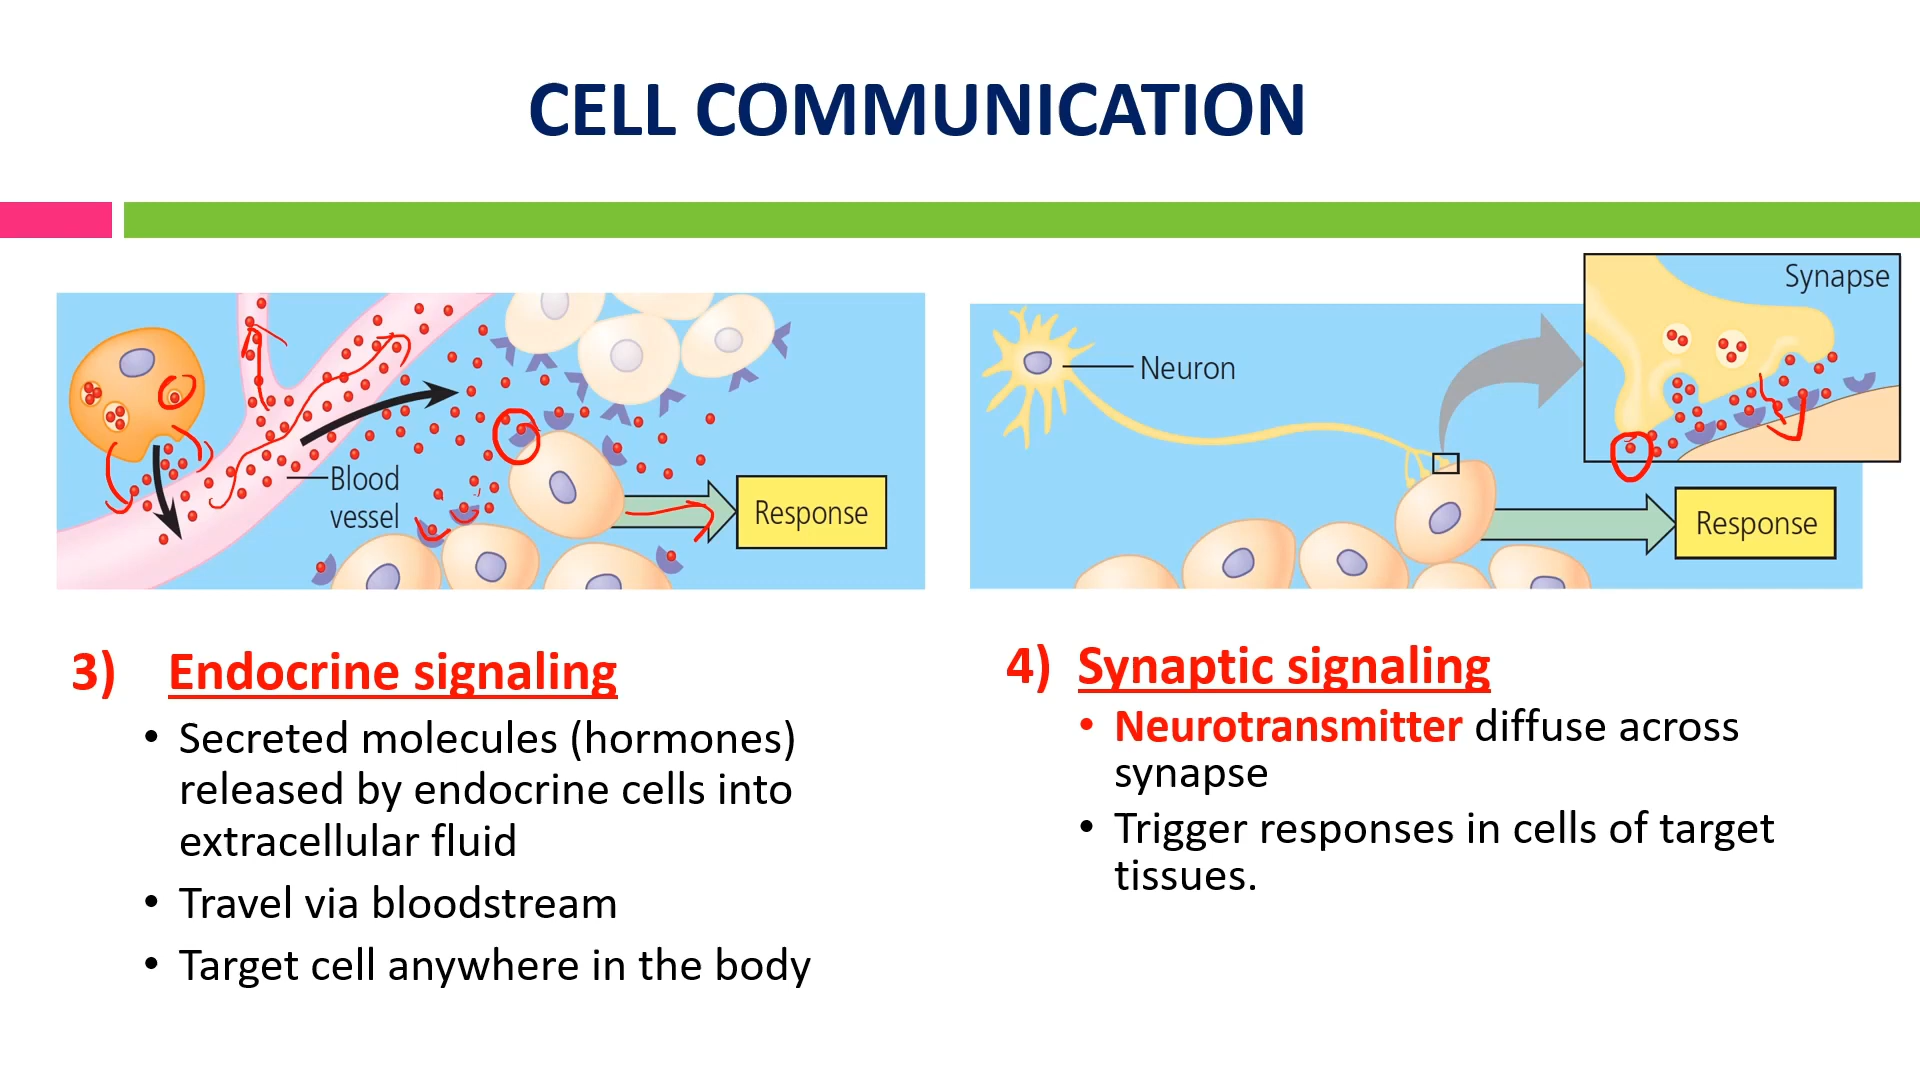 CELL COMMUNICATION
Blood
vessel
Response
Neuron
Synapse
Response
3) Endocrine signaling
• Secreted molecules (hormones)
released by endocrine cells into
extracellular fluid
• Travel via bloodstream
• Target cell anywhere in the body
4) Synaptic signaling
• Neurotransmitter diffuse across
synapse
• Trigger responses in cells of target
tissues.